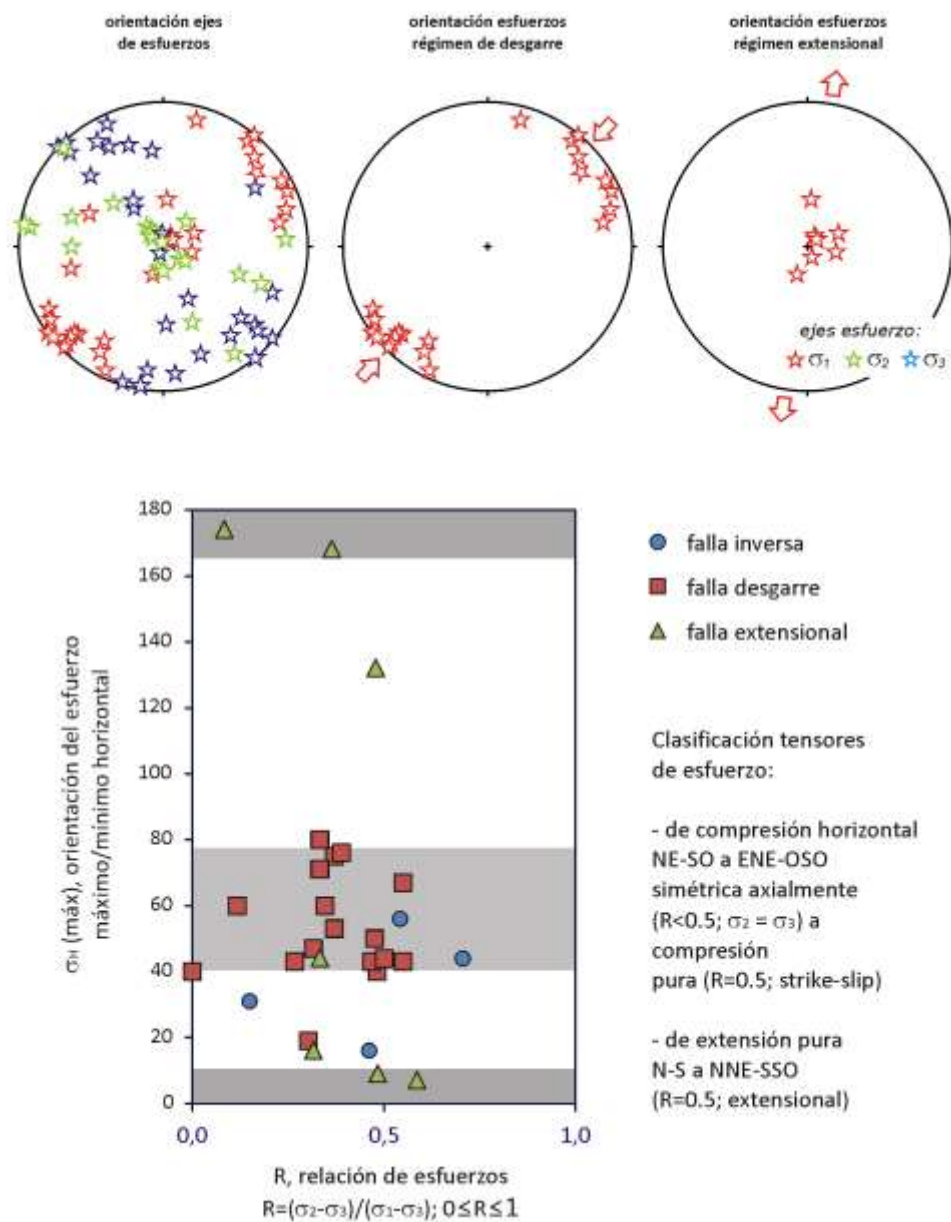 orientación ejes
de esfuerzos
orientación esfuerzos
régimen de desgarre
orientación esfuerzos
régimen extensional
ejes esfuerzo:
σ₁ σ₂ σ₃
180
160
140
120
100
80
60
40
20
0
σH (máx), orientación del esfuerzo
máximo/mínimo horizontal
0,0 0,5 1,0
R, relación de esfuerzos
R=(σ₂-σ₃)/(σ₁-σ₃); 0≤R≤1
falla inversa
falla desgarre
falla extensional
Clasificación tensores
de esfuerzo:
- de compresión horizontal
NE-SO a ENE-OSO
simétrica axialmente
(R<0.5; σ₂ = σ₃) a
compresión
pura (R=0.5; strike-slip)
- de extensión pura
N-S a NNE-SSO
(R=0.5; extensional)